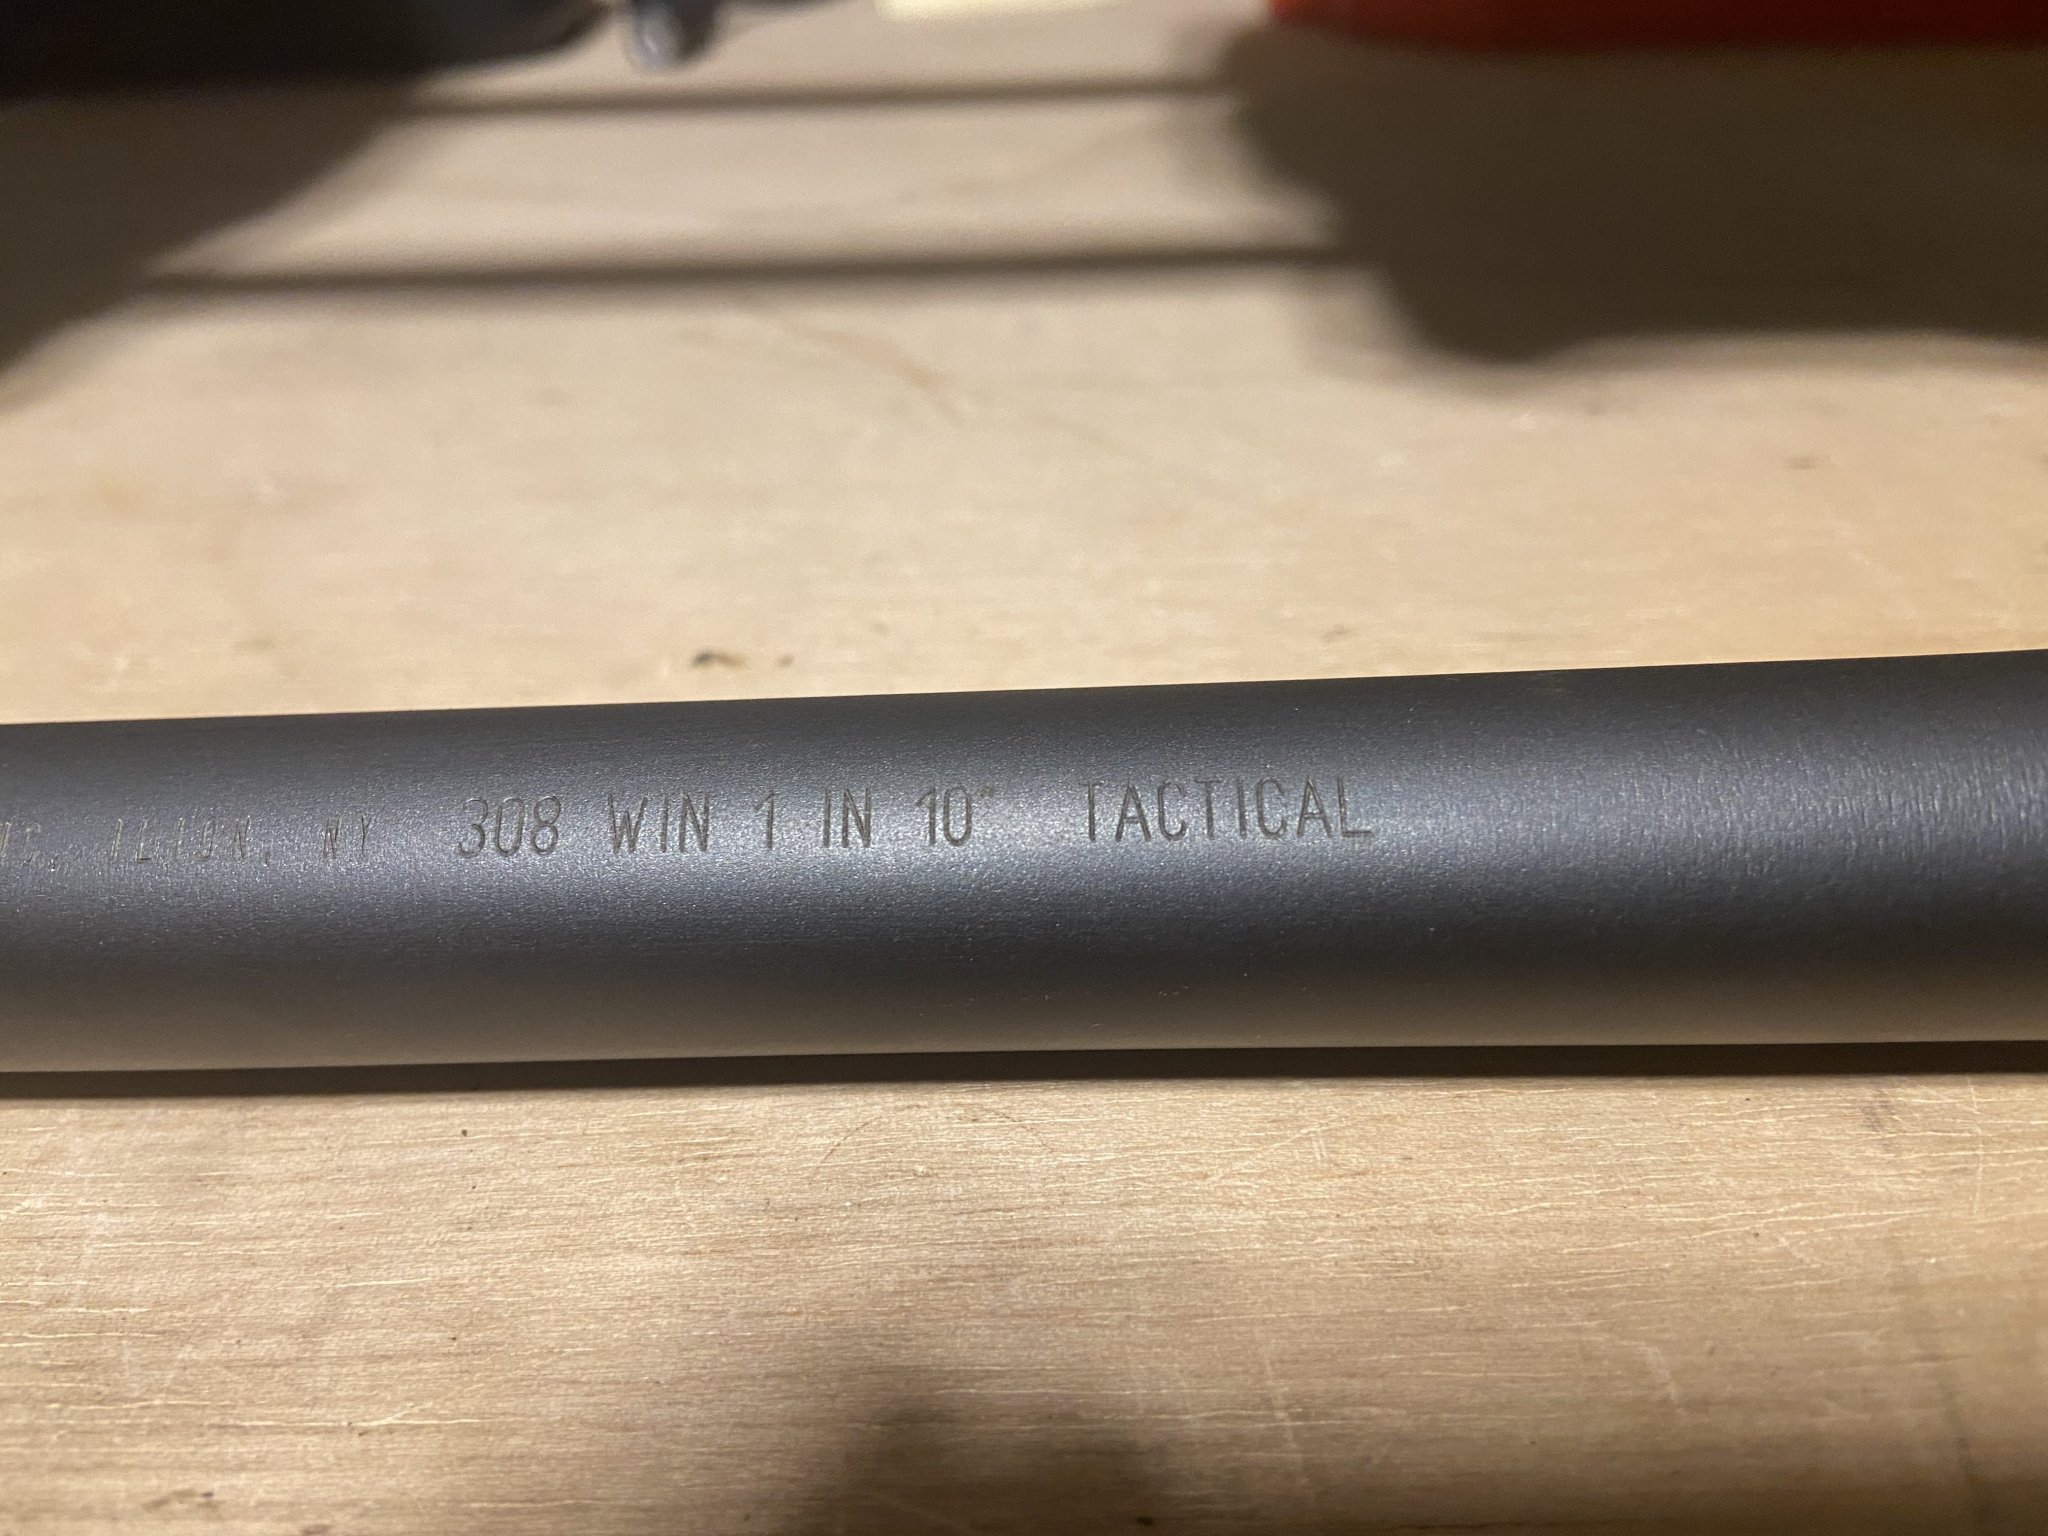 ILION, NY 308 WIN 1 IN 10" TACTICAL